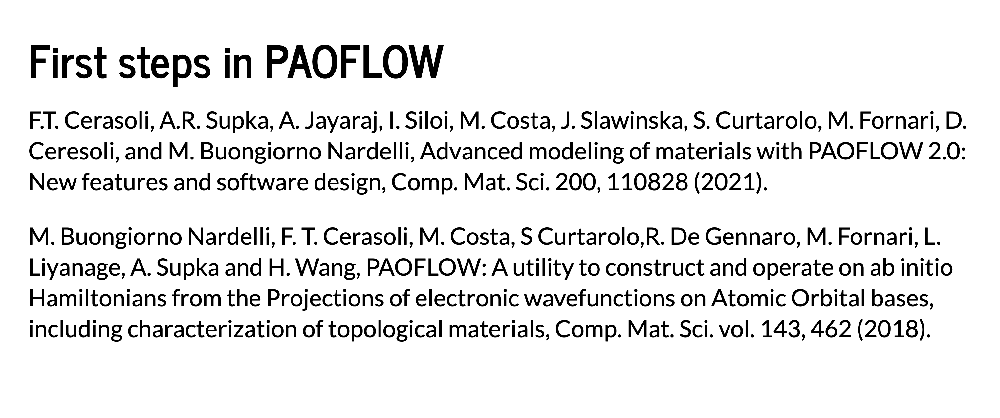 First steps in PAOFLOW
F.T. Cerasoli, A.R. Supka, A. Jayaraj, I. Siloi, M. Costa, J. Slawinska, S. Curtarolo, M. Fornari, D.
Ceresoli, and M. Buongiorno Nardelli, Advanced modeling of materials with PAOFLOW 2.0:
New features and software design, Comp. Mat. Sci. 200, 110828 (2021).
M. Buongiorno Nardelli, F. T. Cerasoli, M. Costa, S Curtarolo,R. De Gennaro, M. Fornari, L.
Liyanage, A. Supka and H. Wang, PAOFLOW: A utility to construct and operate on ab initio
Hamiltonians from the Projections of electronic wavefunctions on Atomic Orbital bases,
including characterization of topological materials, Comp. Mat. Sci. vol. 143, 462 (2018).